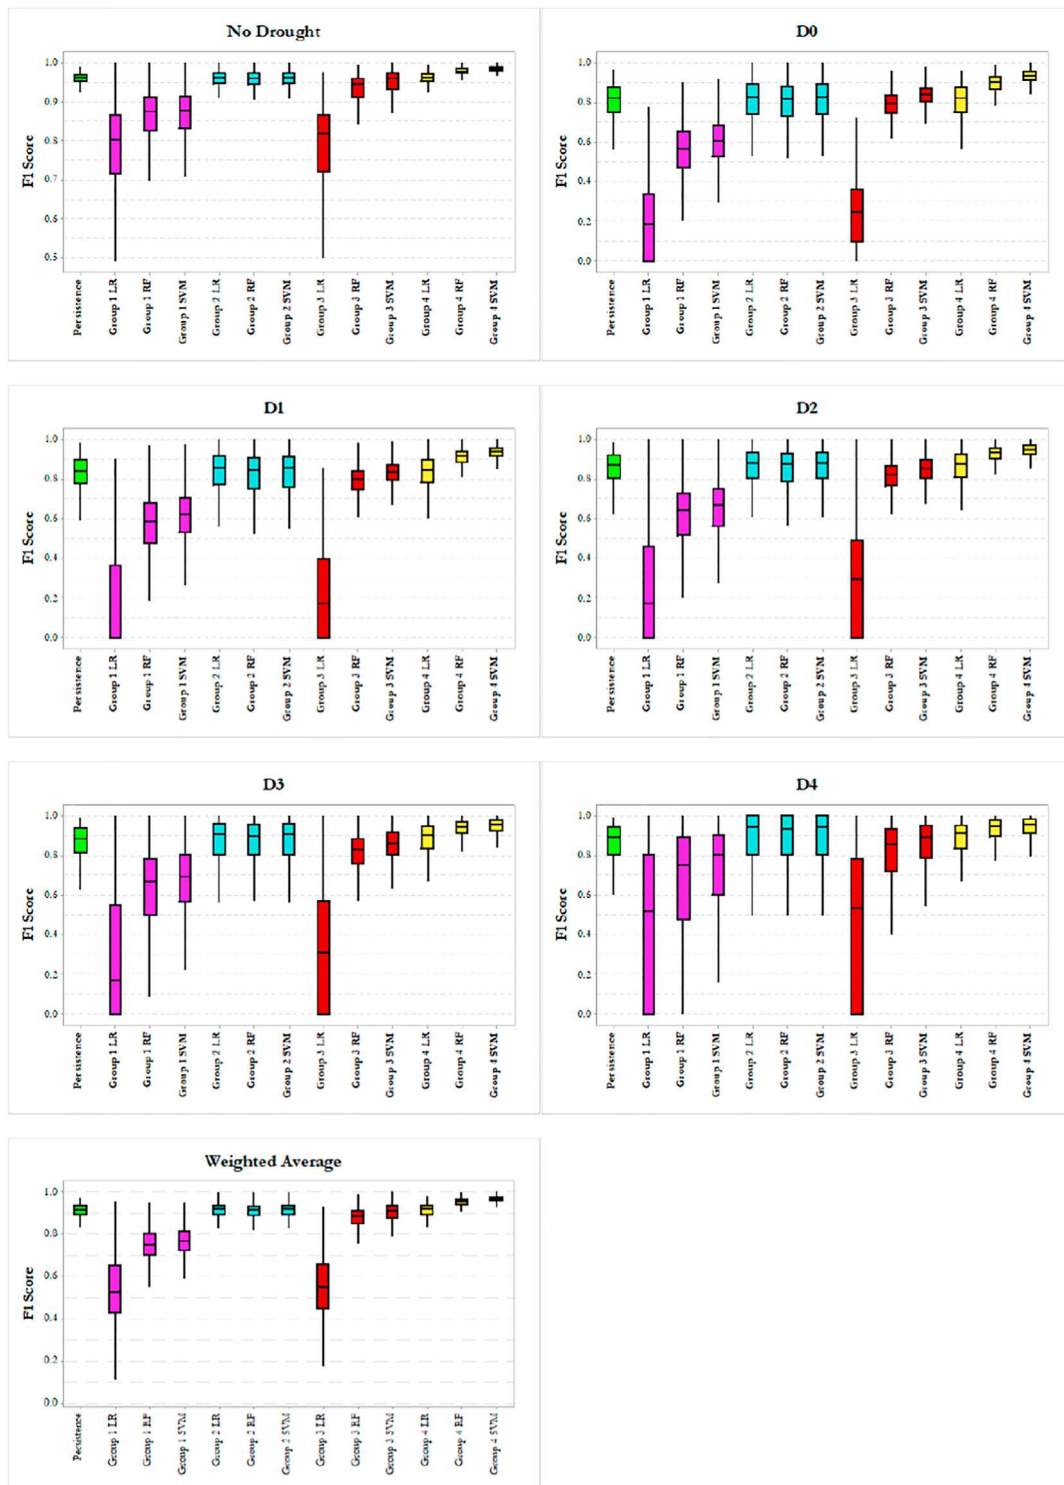 No Drought
F1 Score
1.0
0.9
0.8
0.7
0.6
0.5
Persistence
Group 1 LR
Group 1 RF
Group 1 SVM
Group 2 LR
Group 2 RF
Group 2 SVM
Group 3 LR
Group 3 RF
Group 3 SVM
Group 4 LR
Group 4 RF
Group 4 SVM
D0
F1 Score
1.0
0.8
0.6
0.4
0.2
0.0
Persistence
Group 1 LR
Group 1 RF
Group 1 SVM
Group 2 LR
Group 2 RF
Group 2 SVM
Group 3 LR
Group 3 RF
Group 3 SVM
Group 4 LR
Group 4 RF
Group 4 SVM
D1
F1 Score
1.0
0.8
0.6
0.4
0.2
0.0
Persistence
Group 1 LR
Group 1 RF
Group 1 SVM
Group 2 LR
Group 2 RF
Group 2 SVM
Group 3 LR
Group 3 RF
Group 3 SVM
Group 4 LR
Group 4 RF
Group 4 SVM
D2
F1 Score
1.0
0.8
0.6
0.4
0.2
0.0
Persistence
Group 1 LR
Group 1 RF
Group 1 SVM
Group 2 LR
Group 2 RF
Group 2 SVM
Group 3 LR
Group 3 RF
Group 3 SVM
Group 4 LR
Group 4 RF
Group 4 SVM
D3
F1 Score
1.0
0.8
0.6
0.4
0.2
0.0
Persistence
Group 1 LR
Group 1 RF
Group 1 SVM
Group 2 LR
Group 2 RF
Group 2 SVM
Group 3 LR
Group 3 RF
Group 3 SVM
Group 4 LR
Group 4 RF
Group 4 SVM
D4
F1 Score
1.0
0.8
0.6
0.4
0.2
0.0
Persistence
Group 1 LR
Group 1 RF
Group 1 SVM
Group 2 LR
Group 2 RF
Group 2 SVM
Group 3 LR
Group 3 RF
Group 3 SVM
Group 4 LR
Group 4 RF
Group 4 SVM
Weighted Average
F1 Score
1.0
0.8
0.6
0.4
0.2
0.0
Persistence
Group 1 LR
Group 1 RF
Group 1 SVM
Group 2 LR
Group 2 RF
Group 2 SVM
Group 3 LR
Group 3 RF
Group 3 SVM
Group 4 LR
Group 4 RF
Group 4 SVM